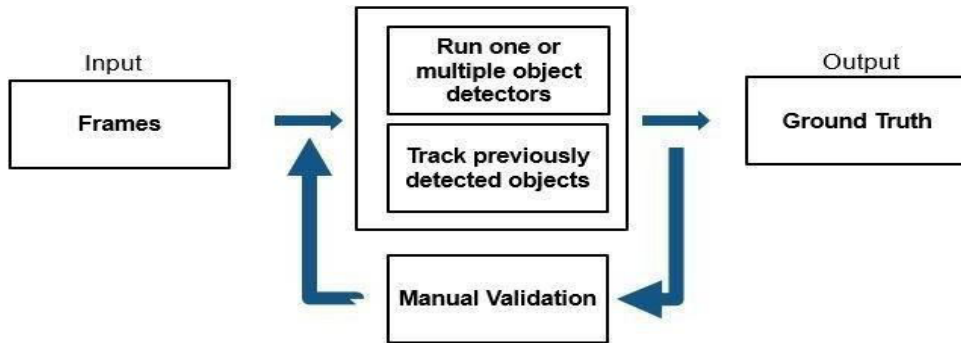 Input
Frames
Run one or
multiple object
detectors
Track previously
detected objects
Manual Validation
Output
Ground Truth